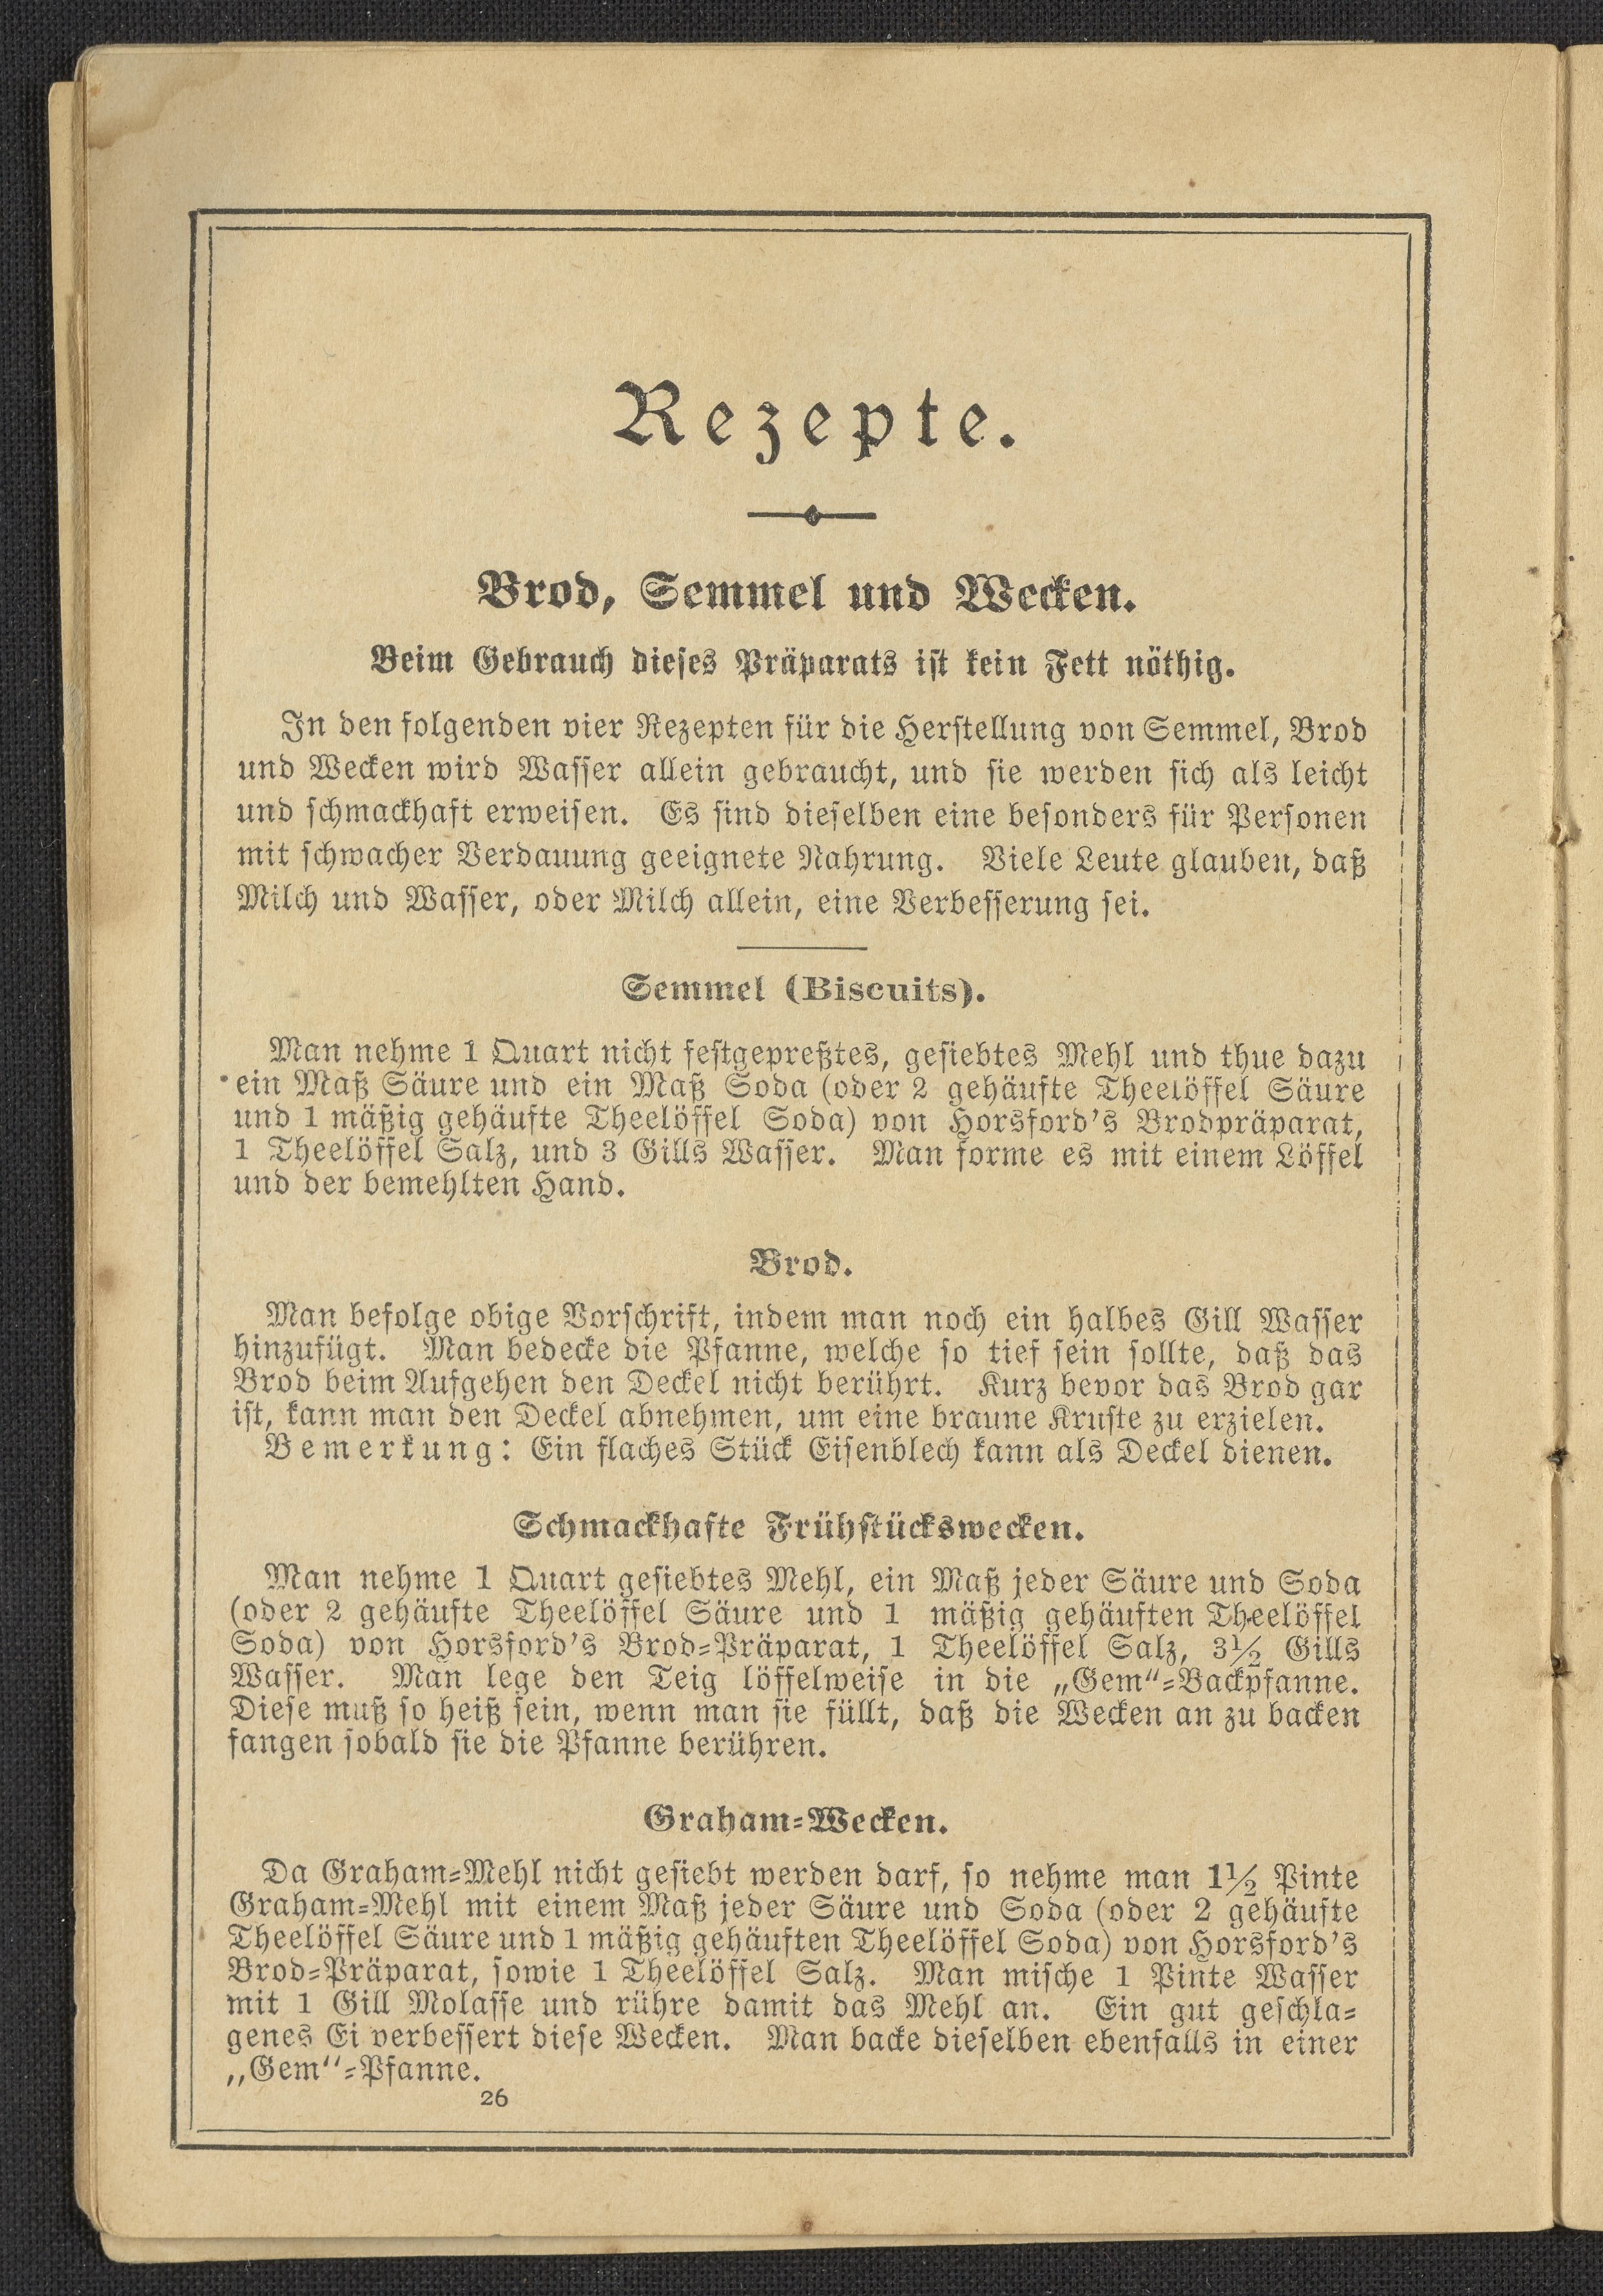 Rezepte.
Brod, Semmel und Wecken.
Beim Gebrauch dieses Präparats ist kein Fett nöthig.
In den folgenden vier Rezepten für die Herstellung von Semmel, Brod
und Wecken wird Wasser allein gebraucht, und sie werden sich als leicht
und schmackhaft erweisen. Es sind dieselben eine besonders für Personen
mit schwacher Verdauung geeignete Nahrung. Viele Leute glauben, daß
Milch und Wasser, oder Milch allein, eine Verbesserung sei.
Semmel (Biscuits).
Man nehme 1 Quart nicht festgepreßtes, gesiebtes Mehl und thue dazu
ein Maß Säure und ein Maß Soda (oder 2 gehäufte Theelöffel Säure
und 1 mäßig gehäufte Theelöffel Soda) von Horsford's Brodpräparat,
1 Theelöffel Salz, und 3 Gills Wasser. Man forme es mit einem Löffel
und der bemehlten Hand.
Brod.
Man befolge obige Vorschrift, indem man noch ein halbes Gill Wasser
hinzufügt. Man bedecke die Pfanne, welche so tief sein sollte, daß das
Brod beim Aufgehen den Deckel nicht berührt. Kurz bevor das Brod gar
ist, kann man den Deckel abnehmen, um eine braune Kruste zu erzielen.
Bemerkung: Ein flaches Stück Eisenblech kann als Deckel dienen.
Schmackhafte Frühstückswecken.
Man nehme 1 Quart gesiebtes Mehl, ein Maß jeder Säure und Soda
(oder 2 gehäufte Theelöffel Säure und 1 mäßig gehäuften Theelöffel
Soda) von Horsford's Brod-Präparat, 1 Theelöffel Salz, 3½ Gills
Wasser. Man lege den Teig löffelweise in die „Gem“-Backpfanne.
Diese muß so heiß sein, wenn man sie füllt, daß die Wecken an zu backen
fangen sobald sie die Pfanne berühren.
Graham-Wecken.
Da Graham-Mehl nicht gesiebt werden darf, so nehme man 1½ Pinte
Graham-Mehl mit einem Maß jeder Säure und Soda (oder 2 gehäufte
Theelöffel Säure und 1 mäßig gehäuften Theelöffel Soda) von Horsford's
Brod-Präparat, sowie 1 Theelöffel Salz. Man mische 1 Pinte Wasser
mit 1 Gill Molasse und rühre damit das Mehl an. Ein gut geschla-
genes Ei verbessert diese Wecken. Man backe dieselben ebenfalls in einer
„Gem“-Pfanne.
26